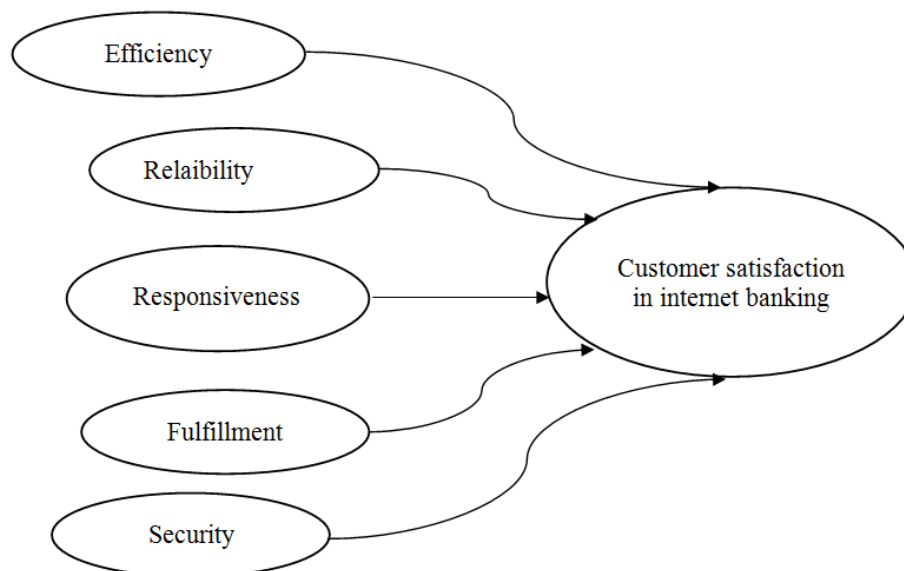 Efficiency
Relaibility
Responsiveness
Customer satisfaction
in internet banking
Fulfillment
Security